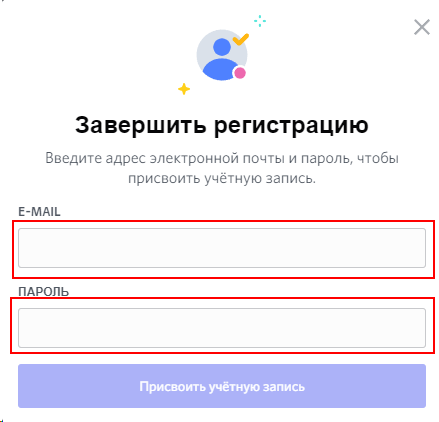 Завершить регистрацию
Введите адрес электронной почты и пароль, чтобы
присвоить учётную запись.
E-MAIL
ПАРОЛЬ
Присвоить учётную запись